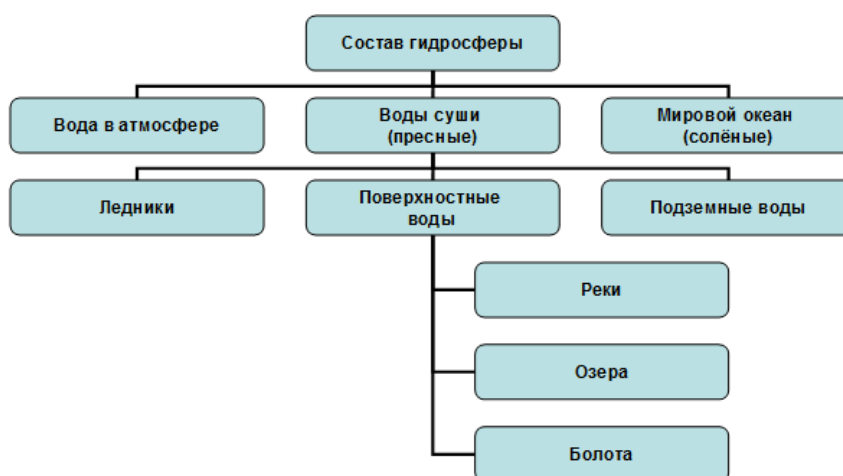 Состав гидросферы
Вода в атмосфере
Воды суши
(пресные)
Мировой океан
(солёные)
Ледники
Поверхностные
воды
Подземные воды
Реки
Озера
Болота